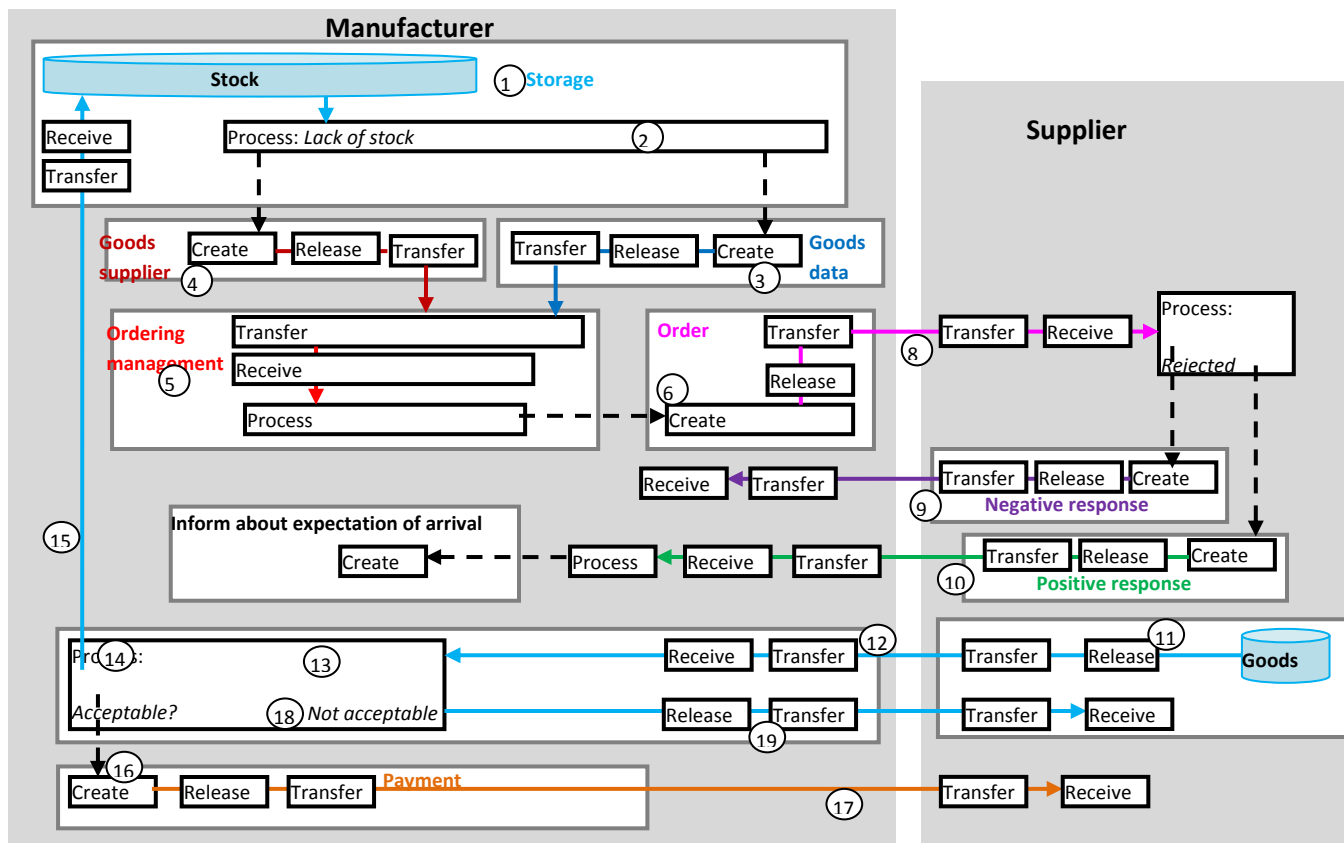 Manufacturer
Stock
1
Storage
Receive
Process: Lack of stock
2
Supplier
Transfer
Goods
supplier
Create
Release
Transfer
4
Transfer
Release
Create
Goods
data
3
Ordering
management
5
Transfer
Receive
Process
Order
Transfer
Release
6
Create
8
Transfer
Receive
Process:
Rejected
Receive
Transfer
Transfer
Release
Create
9
Negative response
Inform about expectation of arrival
15
Create
Process
Receive
Transfer
Transfer
Release
Create
10
Positive response
14
13
Receive
Transfer
12
Transfer
Release
11
Goods
Acceptable?
18
Not acceptable
Release
Transfer
19
Transfer
Receive
16
Create
Release
Transfer
Payment
17
Transfer
Receive